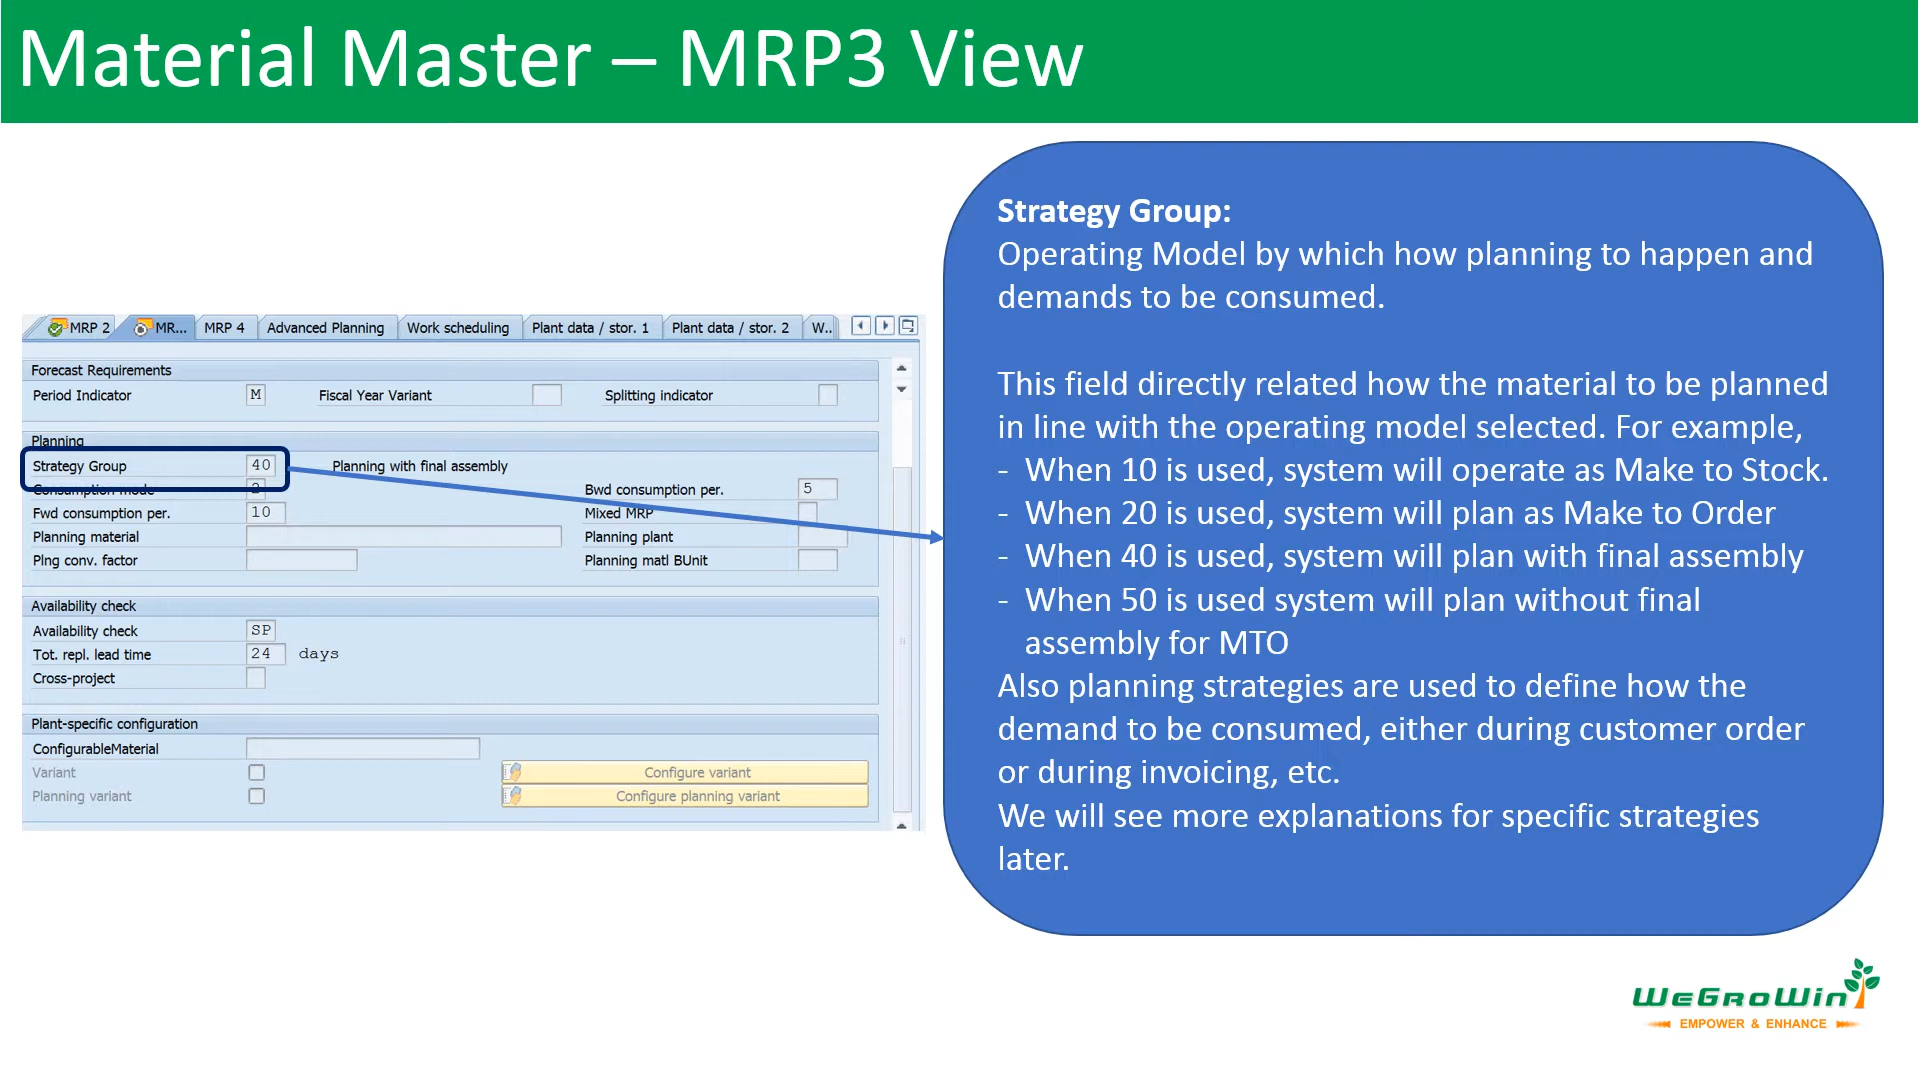 Material Master – MRP3 View
MRP 2
MR...
MRP 4
Advanced Planning
Work scheduling
Plant data / stor. 1
Plant data / stor. 2
W..
Forecast Requirements
Period Indicator M Fiscal Year Variant Splitting indicator
Planning
Strategy Group 40 Planning with final assembly
Consumption mode 2 Bwd consumption per. 5
Fwd consumption per. 10 Mixed MRP
Planning material Planning plant
Plng conv. factor Planning matl BUnit
Availability check
Availability check SP
Tot. repl. lead time 24 days
Cross-project
Plant-specific configuration
ConfigurableMaterial
Variant Configure variant
Planning variant Configure planning variant
Strategy Group:
Operating Model by which how planning to happen and
demands to be consumed.
This field directly related how the material to be planned
in line with the operating model selected. For example,
- When 10 is used, system will operate as Make to Stock.
- When 20 is used, system will plan as Make to Order
- When 40 is used, system will plan with final assembly
- When 50 is used system will plan without final
assembly for MTO
Also planning strategies are used to define how the
demand to be consumed, either during customer order
or during invoicing, etc.
We will see more explanations for specific strategies
later.
WeGroWin
EMPOWER & ENHANCE